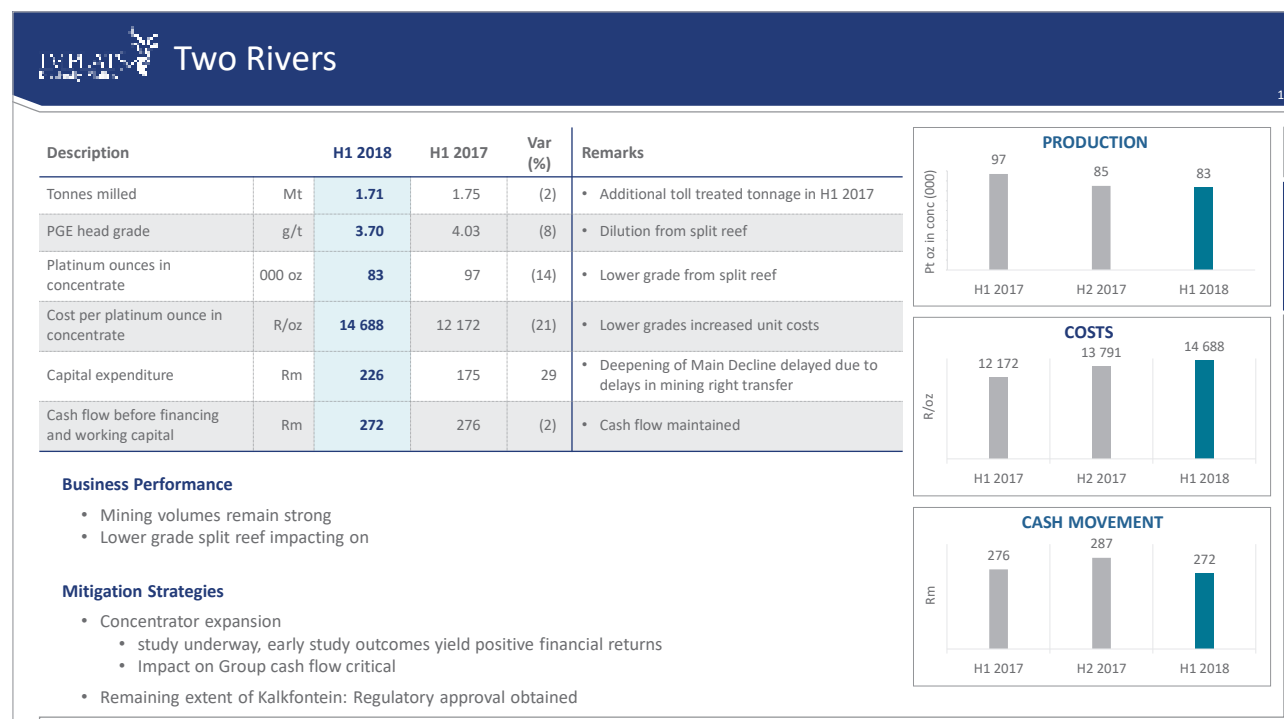 Two Rivers
1
Description H1 2018 H1 2017 Var (%) Remarks
Tonnes milled Mt 1.71 1.75 (2) • Additional toll treated tonnage in H1 2017
PGE head grade g/t 3.70 4.03 (8) • Dilution from split reef
Platinum ounces in
concentrate 000 oz 83 97 (14) • Lower grade from split reef
Cost per platinum ounce in
concentrate R/oz 14 688 12 172 (21) • Lower grades increased unit costs
Capital expenditure Rm 226 175 29 • Deepening of Main Decline delayed due to
delays in mining right transfer
Cash flow before financing
and working capital Rm 272 276 (2) • Cash flow maintained
Business Performance
• Mining volumes remain strong
• Lower grade split reef impacting on
Mitigation Strategies
• Concentrator expansion
• study underway, early study outcomes yield positive financial returns
• Impact on Group cash flow critical
• Remaining extent of Kalkfontein: Regulatory approval obtained
PRODUCTION
97 85 83
Pt oz in conc (000)
H1 2017 H2 2017 H1 2018
COSTS
12 172 13 791 14 688
R/oz
H1 2017 H2 2017 H1 2018
CASH MOVEMENT
276 287 272
Rm
H1 2017 H2 2017 H1 2018